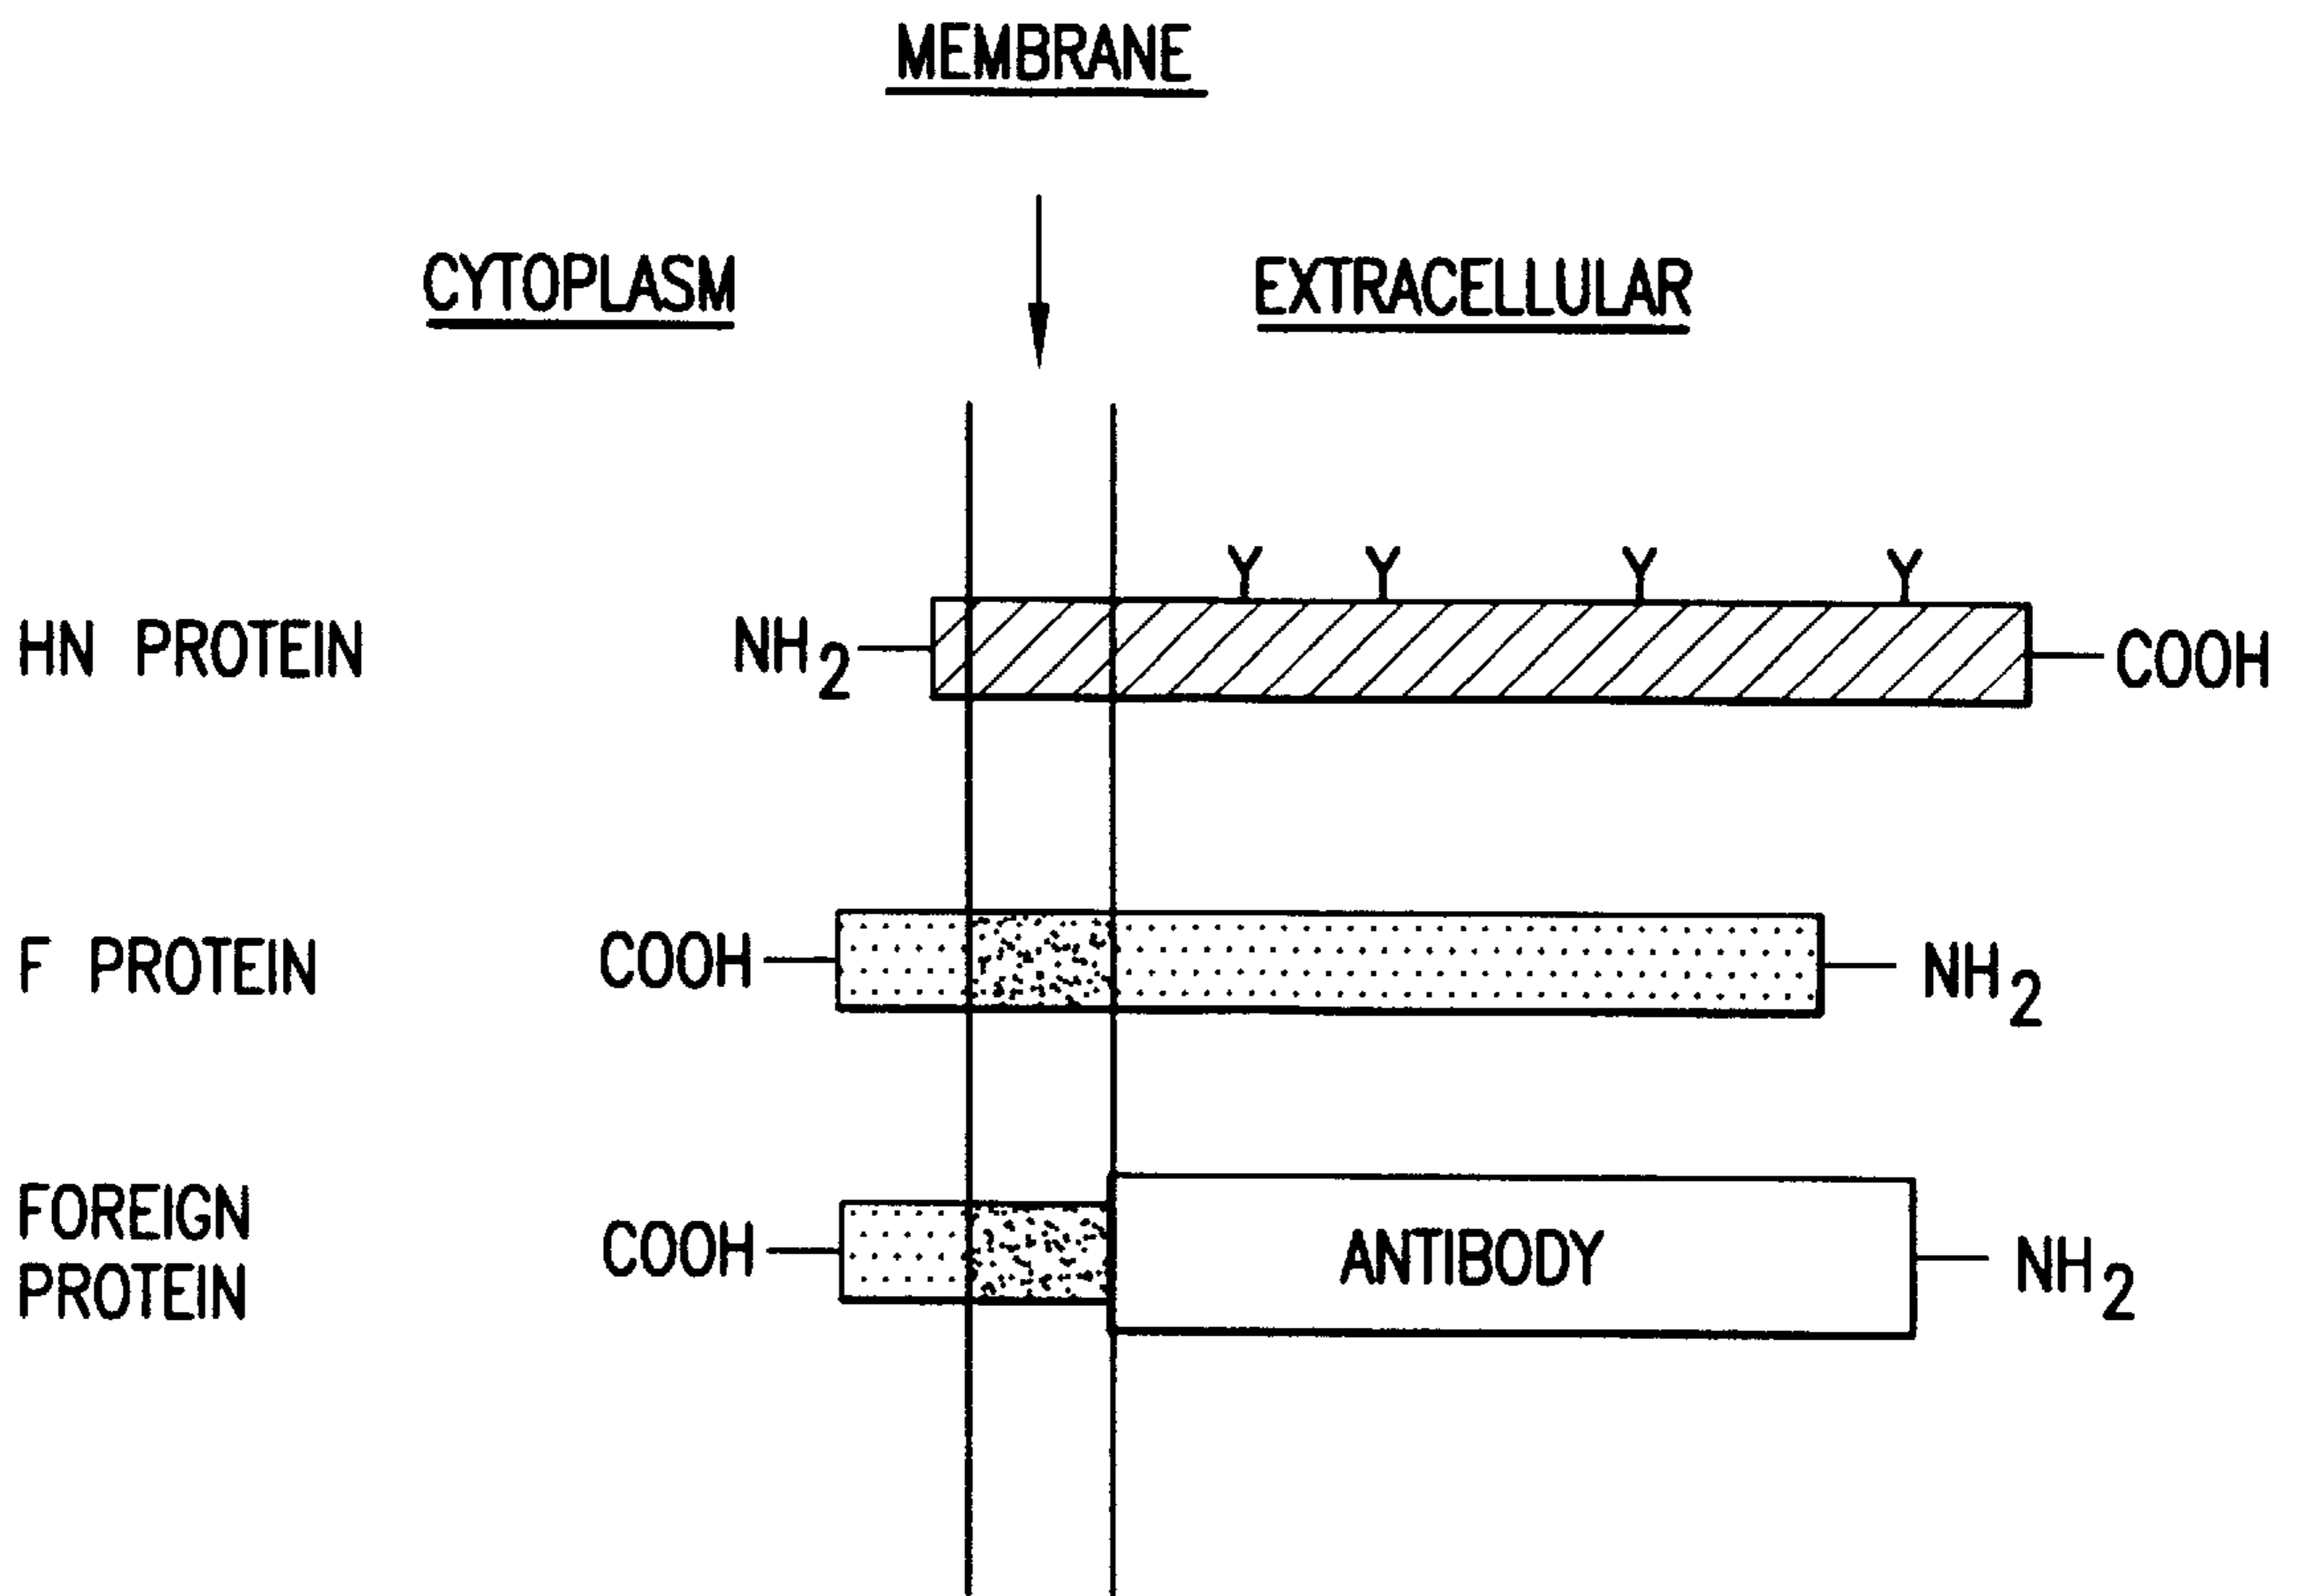 MEMBRANE
CYTOPLASM EXTRACELLULAR
Y Y Y Y
HN PROTEIN NH2 COOH
F PROTEIN COOH NH2
FOREIGN
PROTEIN
COOH ANTIBODY NH2